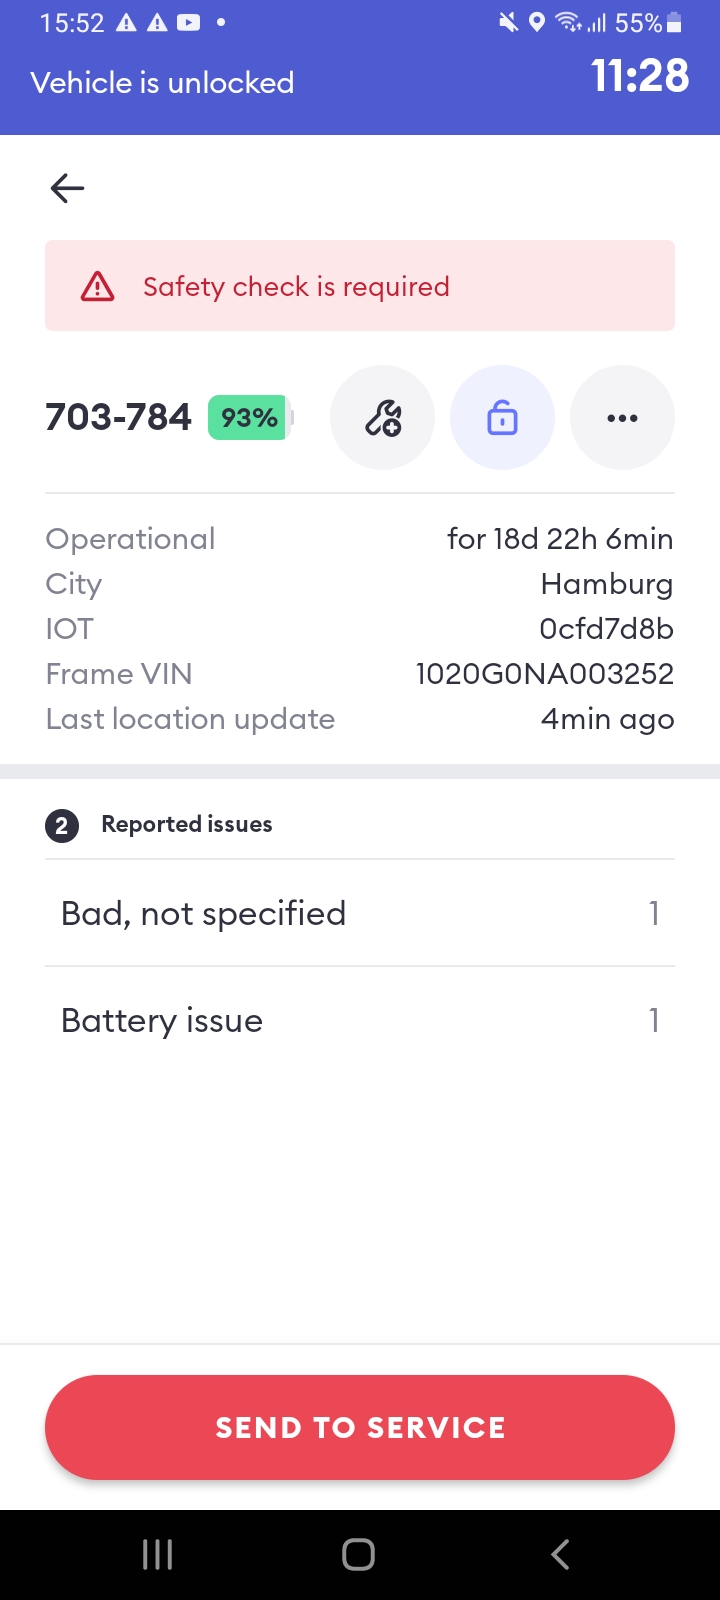 15:52 55%
Vehicle is unlocked 11:28
Safety check is required
703-784 93%
Operational for 18d 22h 6min
City Hamburg
IOT 0cfd7d8b
Frame VIN 1020G0NA003252
Last location update 4min ago
2 Reported issues
Bad, not specified 1
Battery issue 1
SEND TO SERVICE